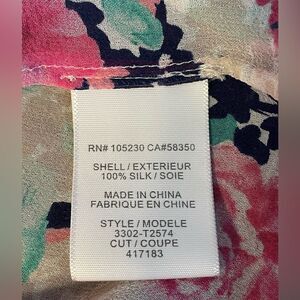 RN# 105230 CA#58350
SHELL / EXTERIEUR
100% SILK / SOIE
MADE IN CHINA
FABRIQUE EN CHINE
STYLE / MODELE
3302-T2574
CUT / COUPE
417183